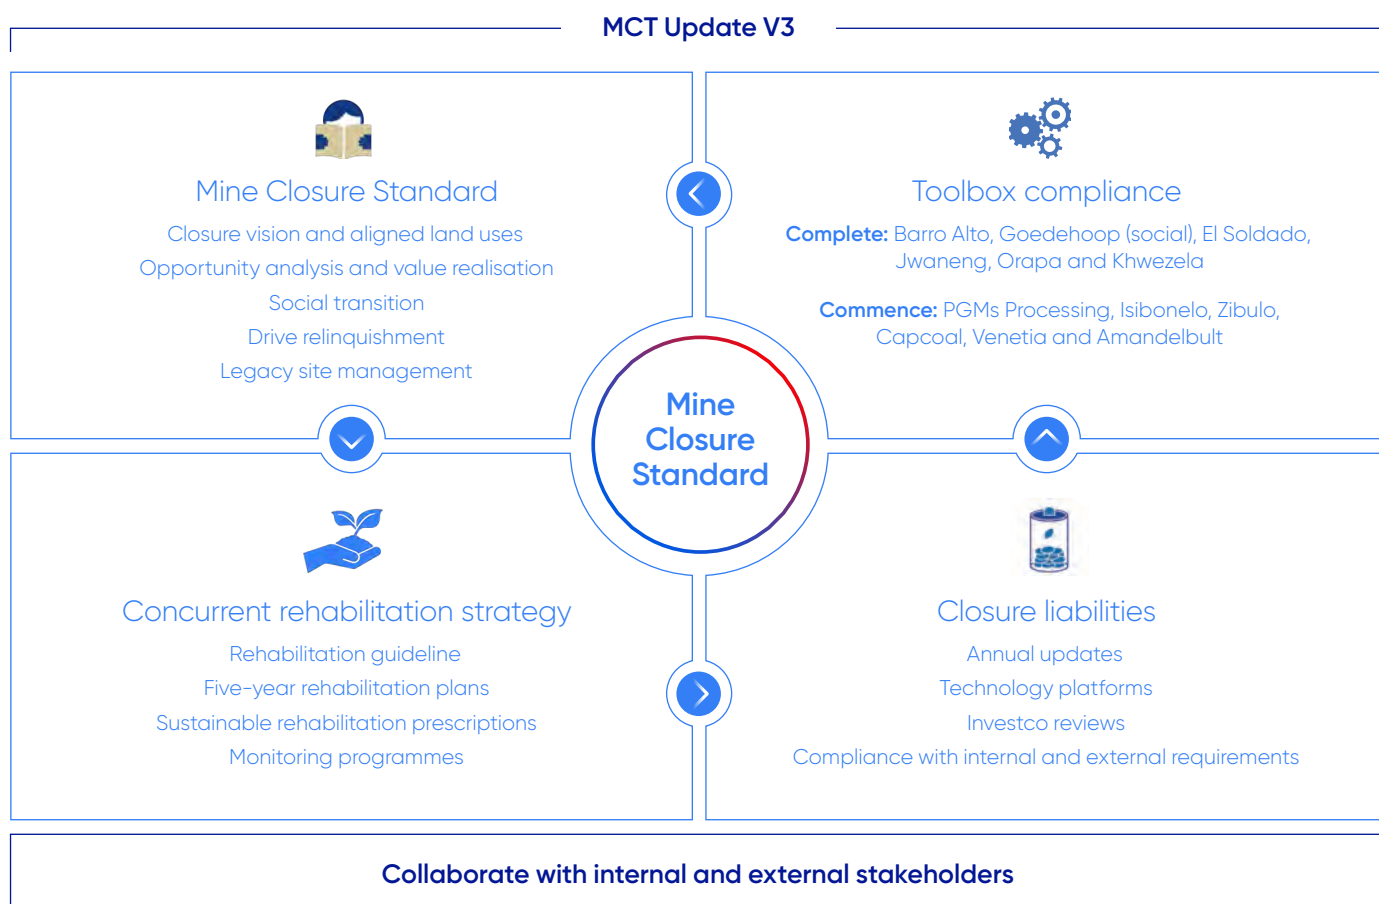 MCT Update V3
Mine Closure Standard
Closure vision and aligned land uses
Opportunity analysis and value realisation
Social transition
Drive relinquishment
Legacy site management
Toolbox compliance
Complete: Barro Alto, Goedehoop (social), El Soldado,
Jwaneng, Orapa and Khwezela
Commence: PGMs Processing, Isibonelo, Zibulo,
Capcoal, Venetia and Amandelbult
Mine
Closure
Standard
Concurrent rehabilitation strategy
Rehabilitation guideline
Five-year rehabilitation plans
Sustainable rehabilitation prescriptions
Monitoring programmes
Closure liabilities
Annual updates
Technology platforms
Investco reviews
Compliance with internal and external requirements
Collaborate with internal and external stakeholders